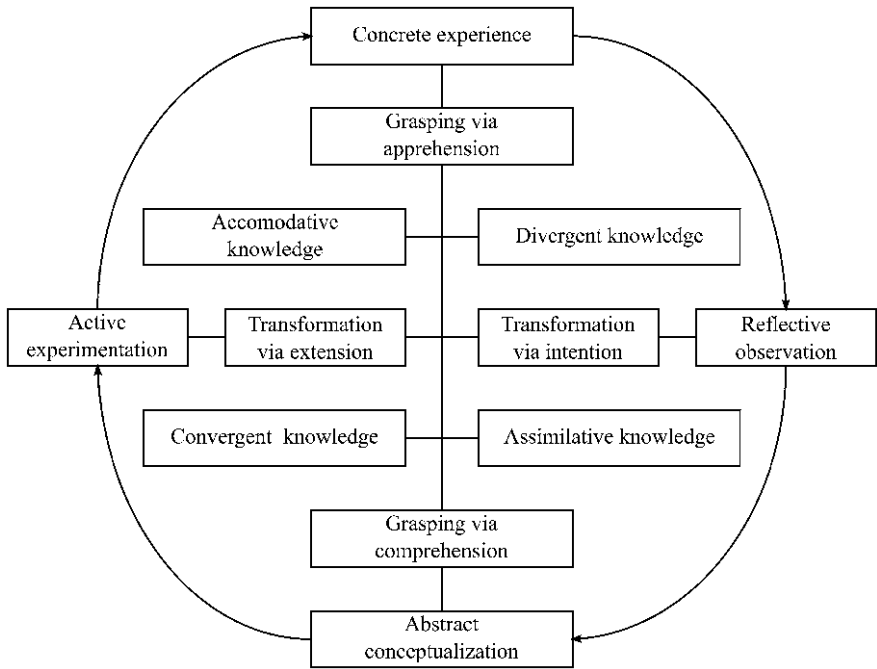 Concrete experience
Grasping via
apprehension
Accomodative
knowledge
Divergent knowledge
Active
experimentation
Transformation
via extension
Transformation
via intention
Reflective
observation
Convergent knowledge
Assimilative knowledge
Grasping via
comprehension
Abstract
conceptualization